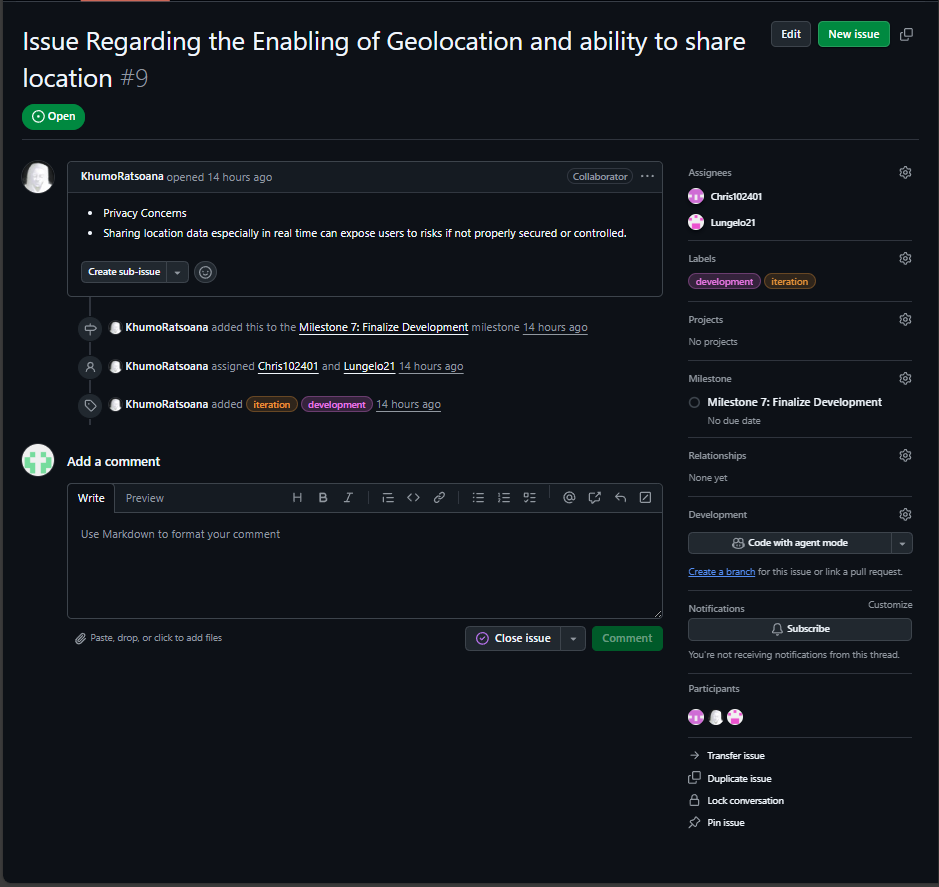 Issue Regarding the Enabling of Geolocation and ability to share
location #9
Edit
New issue
Open
KhumoRatsoana opened 14 hours ago
Collaborator
Privacy Concerns
Sharing location data especially in real time can expose users to risks if not properly secured or controlled.
Create sub-issue
KhumoRatsoana added this to the Milestone 7: Finalize Development milestone 14 hours ago
KhumoRatsoana assigned Chris102401 and Lungelo21 14 hours ago
KhumoRatsoana added iteration development 14 hours ago
Add a comment
Write
Preview
Use Markdown to format your comment
Paste, drop, or click to add files
Close issue
Comment
Assignees
Chris102401
Lungelo21
Labels
development iteration
Projects
No projects
Milestone
Milestone 7: Finalize Development
No due date
Relationships
None yet
Development
Code with agent mode
Create a branch for this issue or link a pull request.
Notifications
Customize
Subscribe
You're not receiving notifications from this thread.
Participants
Transfer issue
Duplicate issue
Lock conversation
Pin issue